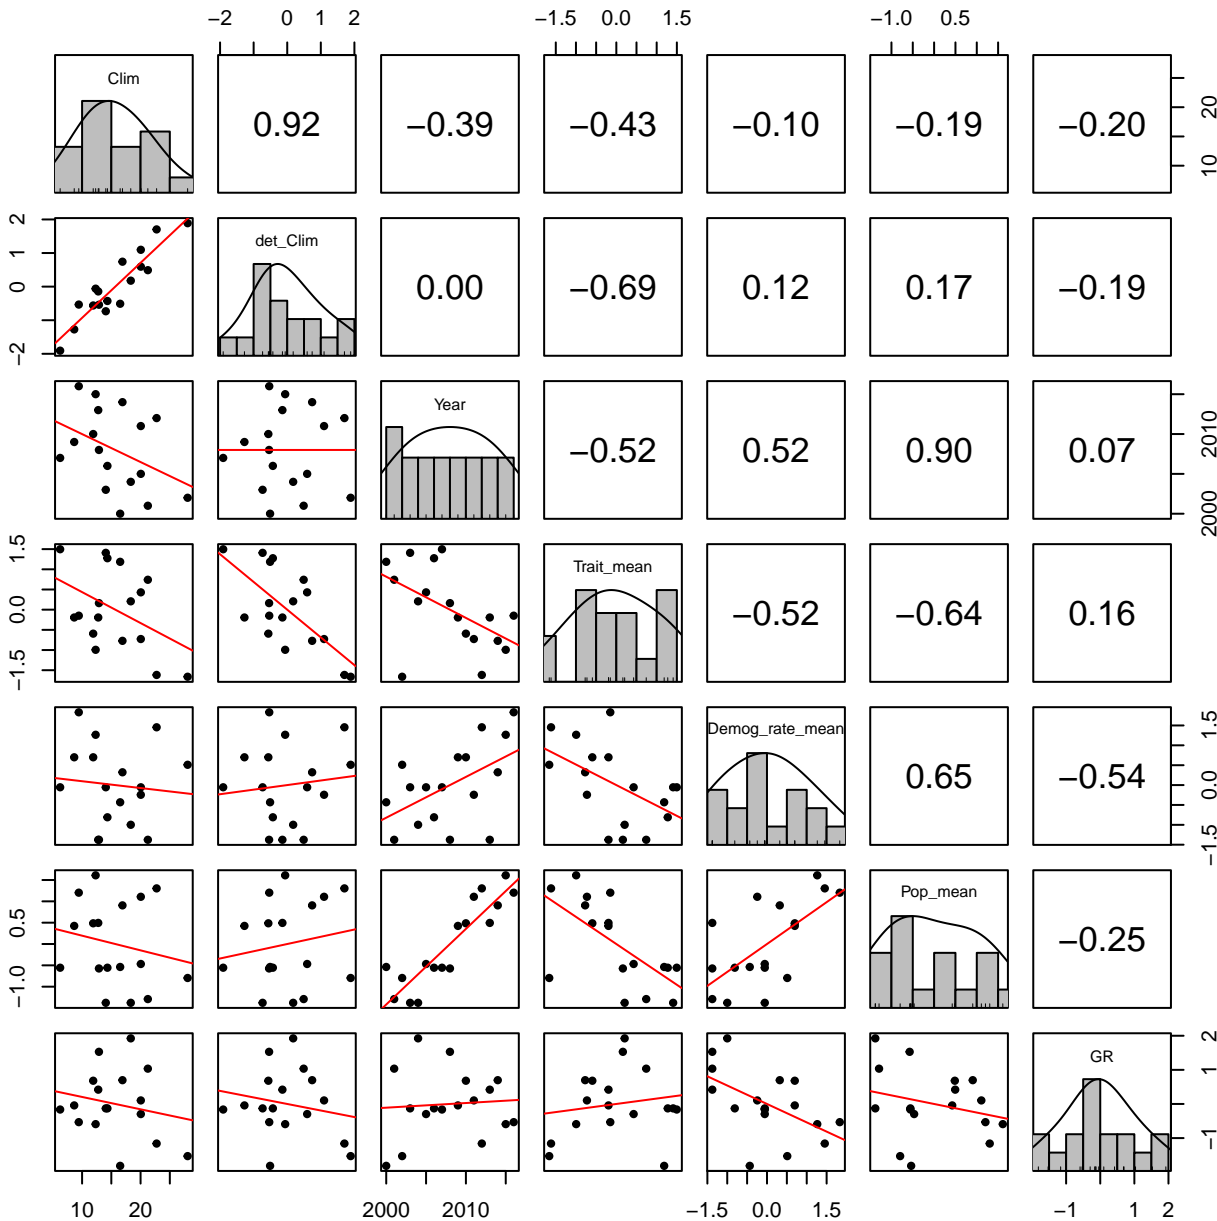 −2 0 1 2 −1.5 0.0 1.5 −1.0 0.5
Clim 0.92 −0.39 −0.43 −0.10 −0.19 −0.20 10 20
−2 0 1 2 det_Clim 0.00 −0.69 0.12 0.17 −0.19
Year −0.52 0.52 0.90 0.07 2000 2010
−1.5 0.0 1.5 Trait_mean −0.52 −0.64 0.16
Demog_rate_mean 0.65 −0.54 −1.5 0.0 1.5
−1.0 0.5 Pop_mean −0.25
GR −1 1 2
10 20 2000 2010 −1.5 0.0 1.5 −1 1 2